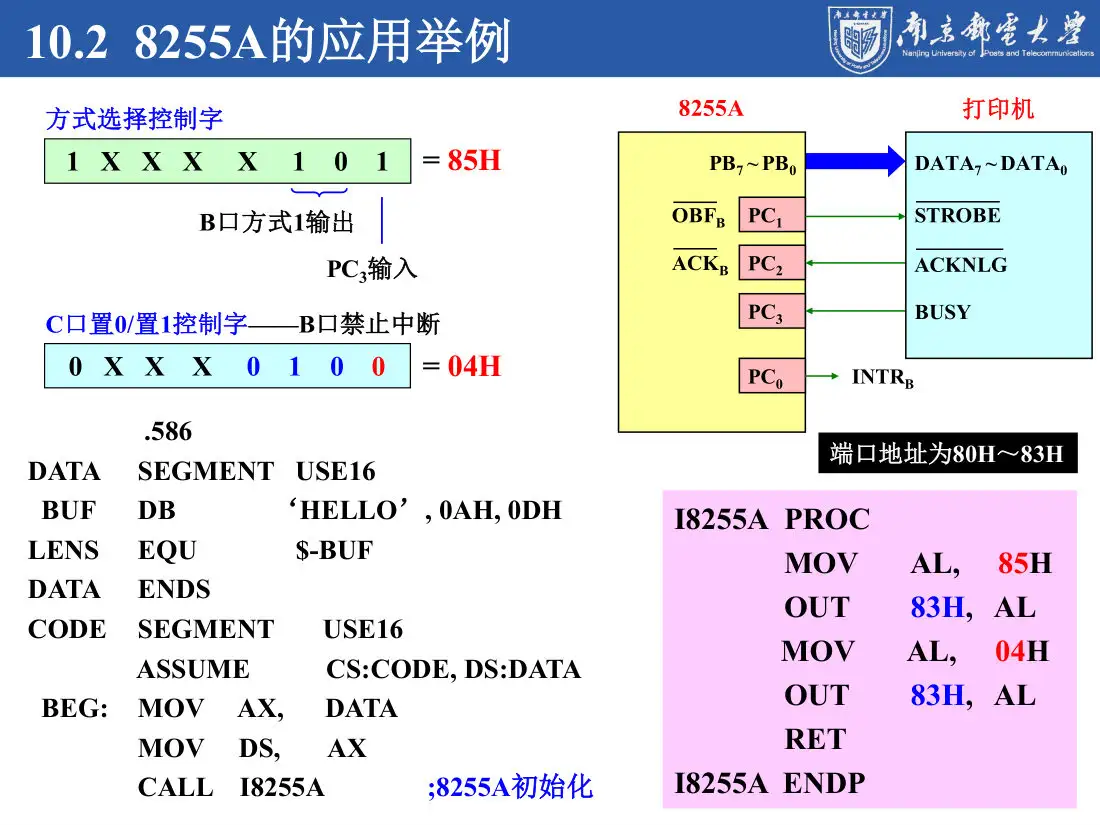 10.2 8255A的应用举例
南京邮电大学
Nanjing University of Posts and Telecommunications
方式选择控制字
1 X X X X 1 0 1 = 85H
B口方式1输出
PC3输入
C口置0/置1控制字——B口禁止中断
0 X X X 0 1 0 0 = 04H
.586
DATA SEGMENT USE16
BUF DB ‘HELLO’, 0AH, 0DH
LENS EQU $-BUF
DATA ENDS
CODE SEGMENT USE16
ASSUME CS:CODE, DS:DATA
BEG: MOV AX, DATA
MOV DS, AX
CALL I8255A ;8255A初始化
8255A 打印机
PB7 ~ PB0 DATA7 ~ DATA0
OBFB PC1 STROBE
ACKB PC2 ACKNLG
PC3 BUSY
PC0 INTRB
端口地址为80H～83H
I8255A PROC
MOV AL, 85H
OUT 83H, AL
MOV AL, 04H
OUT 83H, AL
RET
I8255A ENDP